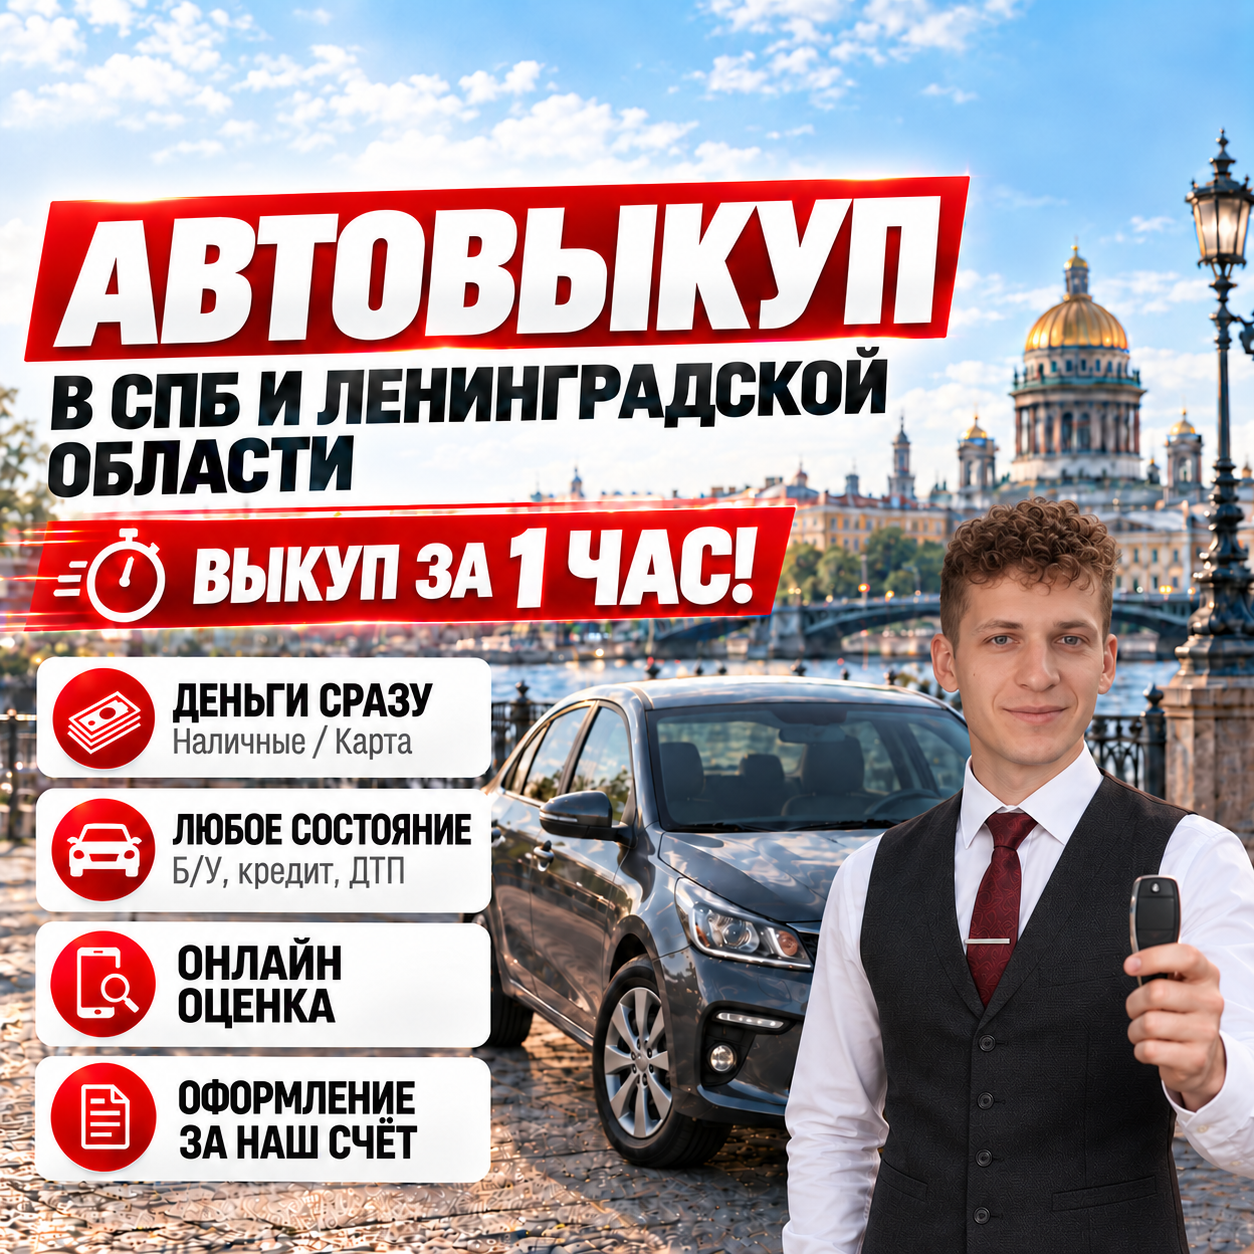 АВТОВЫКУП
В СПБ И ЛЕНИНГРАДСКОЙ
ОБЛАСТИ
ВЫКУП ЗА 1 ЧАС!
ДЕНЬГИ СРАЗУ
Наличные / Карта
ЛЮБОЕ СОСТОЯНИЕ
Б/У, кредит, ДТП
ОНЛАЙН
ОЦЕНКА
ОФОРМЛЕНИЕ
ЗА НАШ СЧЁТ